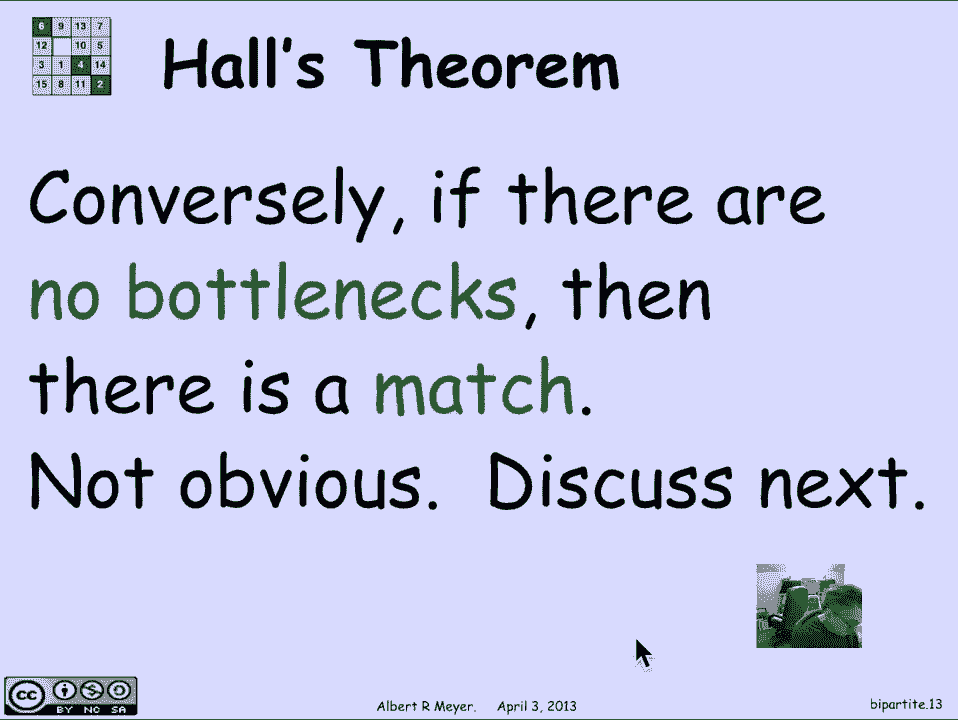 6 9 13 7
12 10 5
3 1 4 14
15 8 11 2
Hall's Theorem
Conversely, if there are
no bottlenecks, then
there is a match.
Not obvious. Discuss next.
cc
BY NC SA
Albert R Meyer. April 3, 2013
bipartite.13